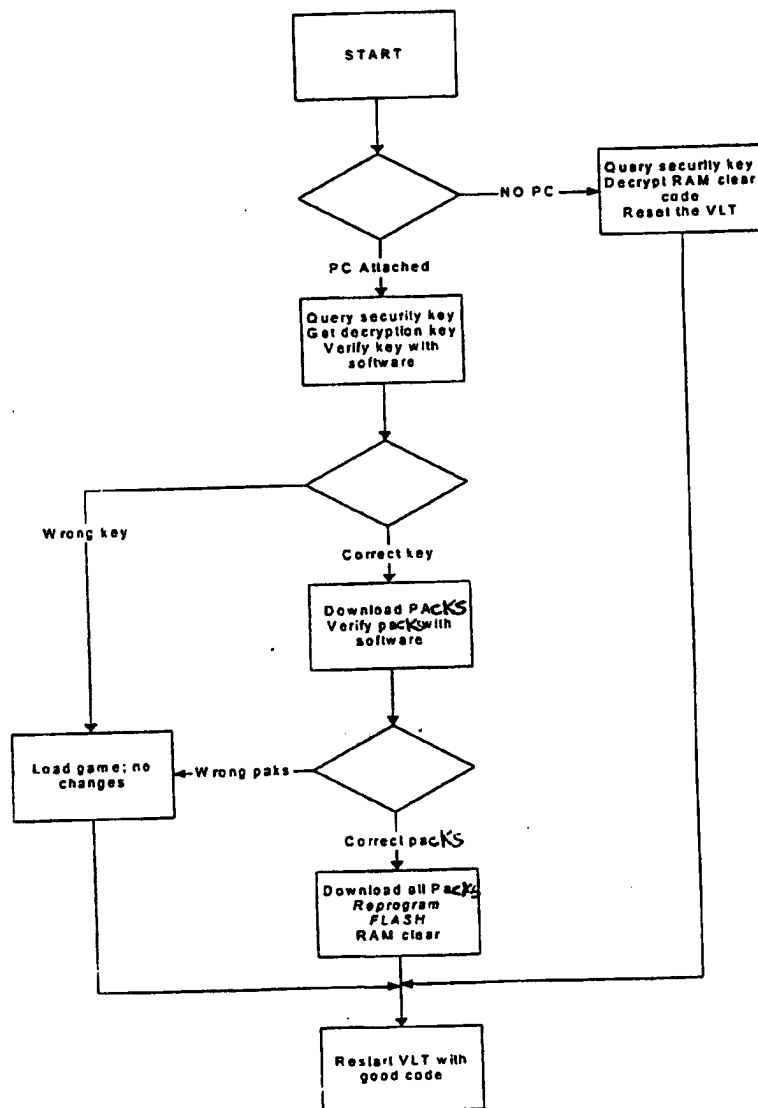 START
NO PC
Query security key
Decrypt RAM clear
code
Reset the VLT
PC Attached
Query security key
Get decryption key
Verify key with
software
Wrong key
Correct key
Download PAcKS
Verify packs with
software
Load game; no
changes
Wrong paks
Correct pacKS
Download all Packs
Reprogram
FLASH
RAM clear
Restart VLT with
good code